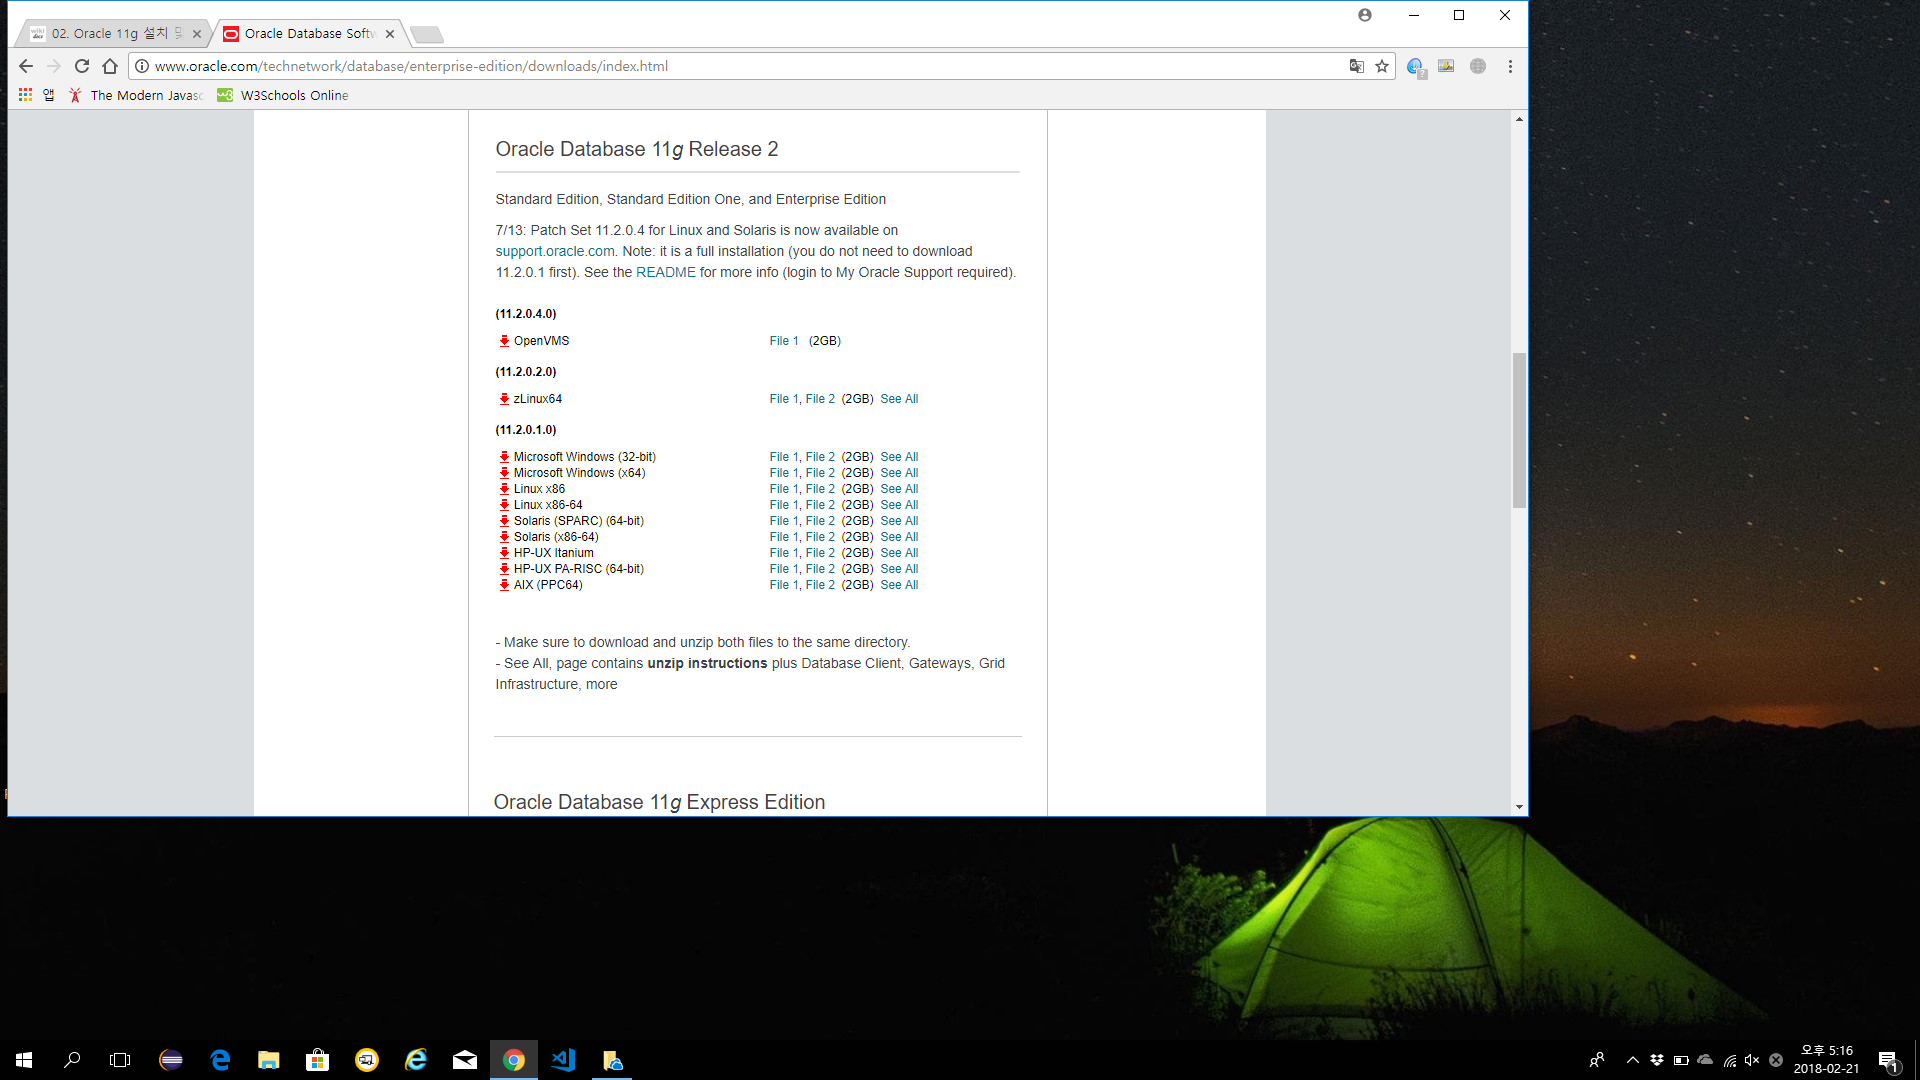 wiki docs
02. Oracle 11g 설치 및
Oracle Database Softw
www.oracle.com/technetwork/database/enterprise-edition/downloads/index.html
앱
The Modern Javasc
W3Schools Online
Oracle Database 11g Release 2
Standard Edition, Standard Edition One, and Enterprise Edition
7/13: Patch Set 11.2.0.4 for Linux and Solaris is now available on
support.oracle.com. Note: it is a full installation (you do not need to download
11.2.0.1 first). See the README for more info (login to My Oracle Support required).
(11.2.0.4.0)
OpenVMS File 1 (2GB)
(11.2.0.2.0)
zLinux64 File 1, File 2 (2GB) See All
(11.2.0.1.0)
Microsoft Windows (32-bit) File 1, File 2 (2GB) See All
Microsoft Windows (x64) File 1, File 2 (2GB) See All
Linux x86 File 1, File 2 (2GB) See All
Linux x86-64 File 1, File 2 (2GB) See All
Solaris (SPARC) (64-bit) File 1, File 2 (2GB) See All
Solaris (x86-64) File 1, File 2 (2GB) See All
HP-UX Itanium File 1, File 2 (2GB) See All
HP-UX PA-RISC (64-bit) File 1, File 2 (2GB) See All
AIX (PPC64) File 1, File 2 (2GB) See All
- Make sure to download and unzip both files to the same directory.
- See All, page contains unzip instructions plus Database Client, Gateways, Grid
Infrastructure, more
Oracle Database 11g Express Edition
오후 5:16
2018-02-21
1